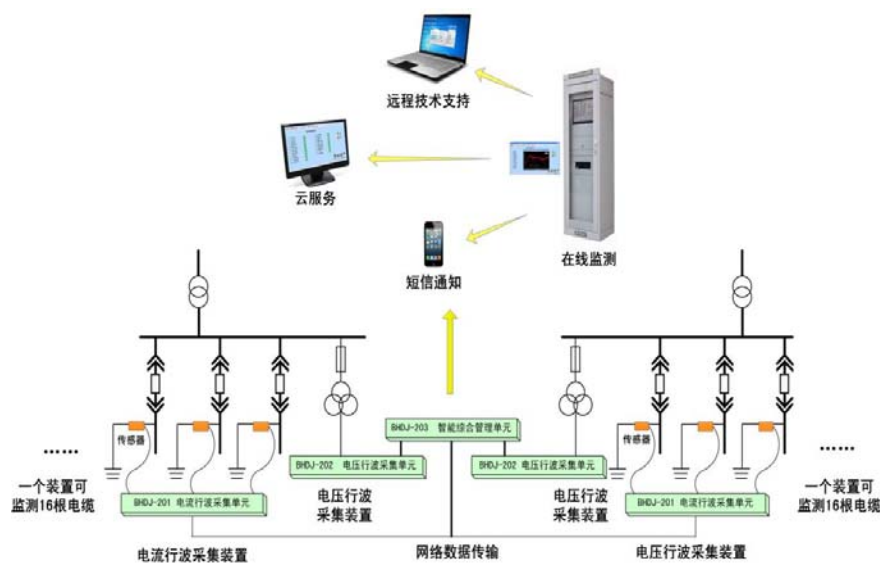 远程技术支持
云服务
短信通知
在线监测
传感器
传感器
BHDJ-203 智能综合管理单元
BHDJ-202 电压行波采集单元
BHDJ-202 电压行波采集单元
……
一个装置可
监测16根电缆
BHDJ-201 电流行波采集单元
电压行波
采集装置
电压行波
采集装置
BHDJ-201 电流行波采集单元
……
一个装置可
监测16根电缆
电流行波采集装置
网络数据传输
电压行波采集装置